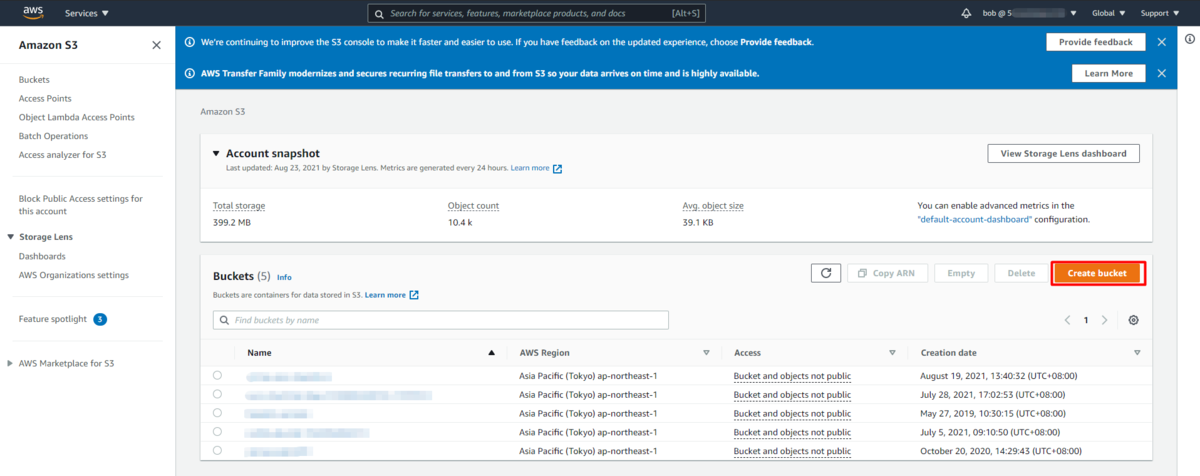 aws
Services
Search for services, features, marketplace products, and docs [Alt+S]
bob @ 5
Global
Support
Amazon S3
Buckets
Access Points
Object Lambda Access Points
Batch Operations
Access analyzer for S3
Block Public Access settings for
this account
Storage Lens
Dashboards
AWS Organizations settings
Feature spotlight 3
AWS Marketplace for S3
We're continuing to improve the S3 console to make it faster and easier to use. If you have feedback on the updated experience, choose Provide feedback.
Provide feedback
AWS Transfer Family modernizes and secures recurring file transfers to and from S3 so your data arrives on time and is highly available.
Learn More
Amazon S3
Account snapshot
Last updated: Aug 23, 2021 by Storage Lens. Metrics are generated every 24 hours. Learn more
View Storage Lens dashboard
Total storage
399.2 MB
Object count
10.4 k
Avg. object size
39.1 KB
You can enable advanced metrics in the
"default-account-dashboard" configuration.
Buckets (5) Info
Buckets are containers for data stored in S3. Learn more
Copy ARN
Empty
Delete
Create bucket
Find buckets by name
1
Name AWS Region Access Creation date
Asia Pacific (Tokyo) ap-northeast-1 Bucket and objects not public August 19, 2021, 13:40:32 (UTC+08:00)
Asia Pacific (Tokyo) ap-northeast-1 Bucket and objects not public July 28, 2021, 17:02:53 (UTC+08:00)
Asia Pacific (Tokyo) ap-northeast-1 Bucket and objects not public May 27, 2019, 10:30:15 (UTC+08:00)
Asia Pacific (Tokyo) ap-northeast-1 Bucket and objects not public July 5, 2021, 09:10:50 (UTC+08:00)
Asia Pacific (Tokyo) ap-northeast-1 Bucket and objects not public October 20, 2020, 14:29:43 (UTC+08:00)